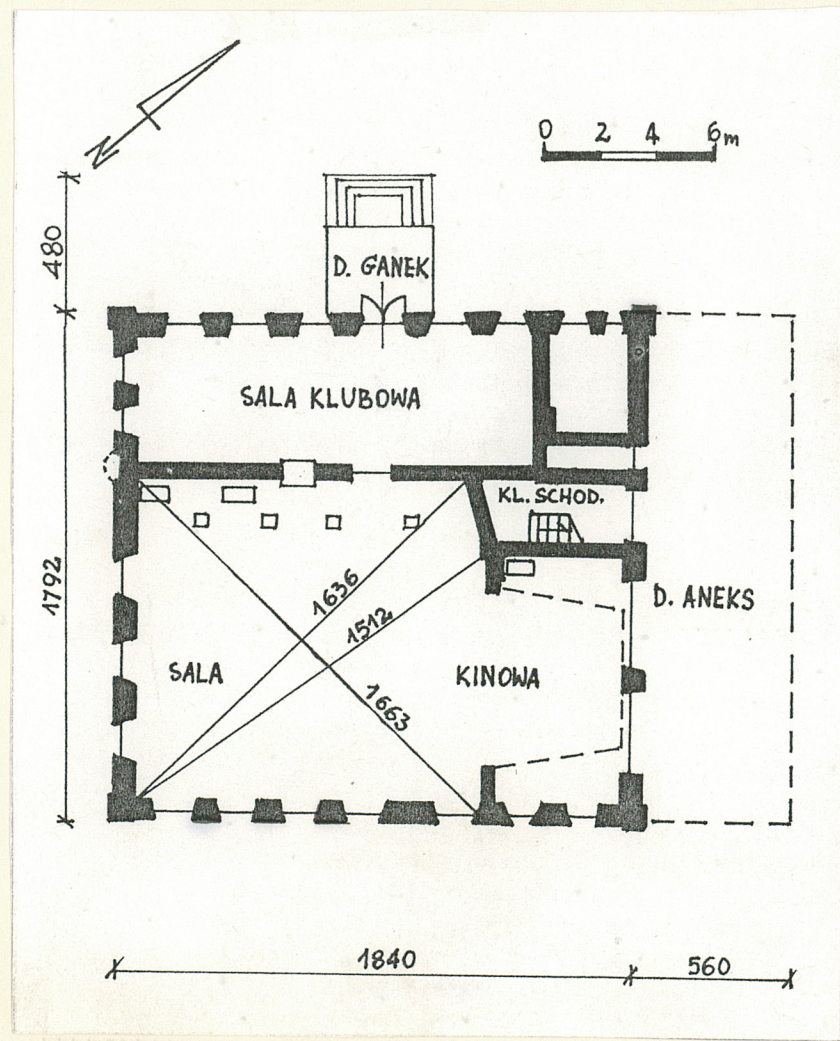 N
0 2 4 6m
480
D. GANEK
SALA KLUBOWA
KL. SCHOD.
1792
1636
1512
1663
D. ANEKS
SALA KINOWA
1840
560